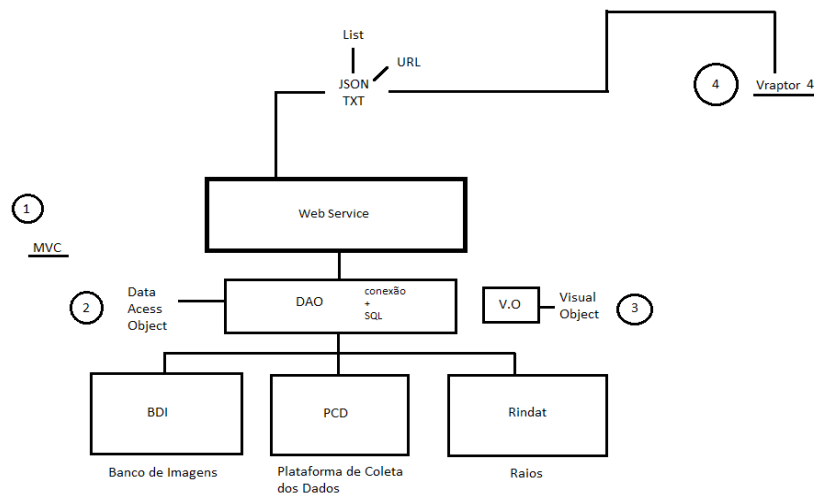 List
URL
JSON
TXT
4
Vraptor 4
1
MVC
Web Service
2
Data
Acess
Object
DAO
conexão
+
SQL
V.O
Visual
Object
3
BDI
PCD
Rindat
Banco de Imagens
Plataforma de Coleta
dos Dados
Raios